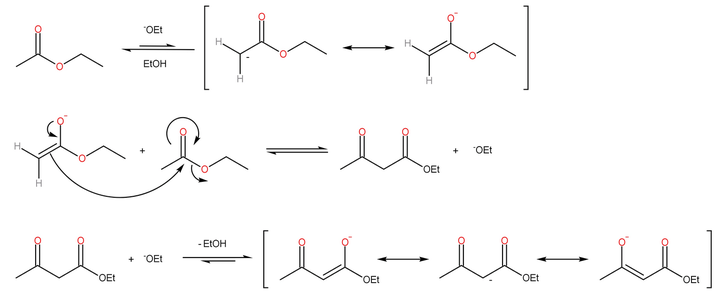 O ⁻OEt O O⁻
O EtOH H ⁻ O H O
H H
O⁻ O O O
H O + O OEt + ⁻OEt
H
O O - EtOH O O⁻ O O O⁻ O
OEt + ⁻OEt OEt ⁻ OEt OEt